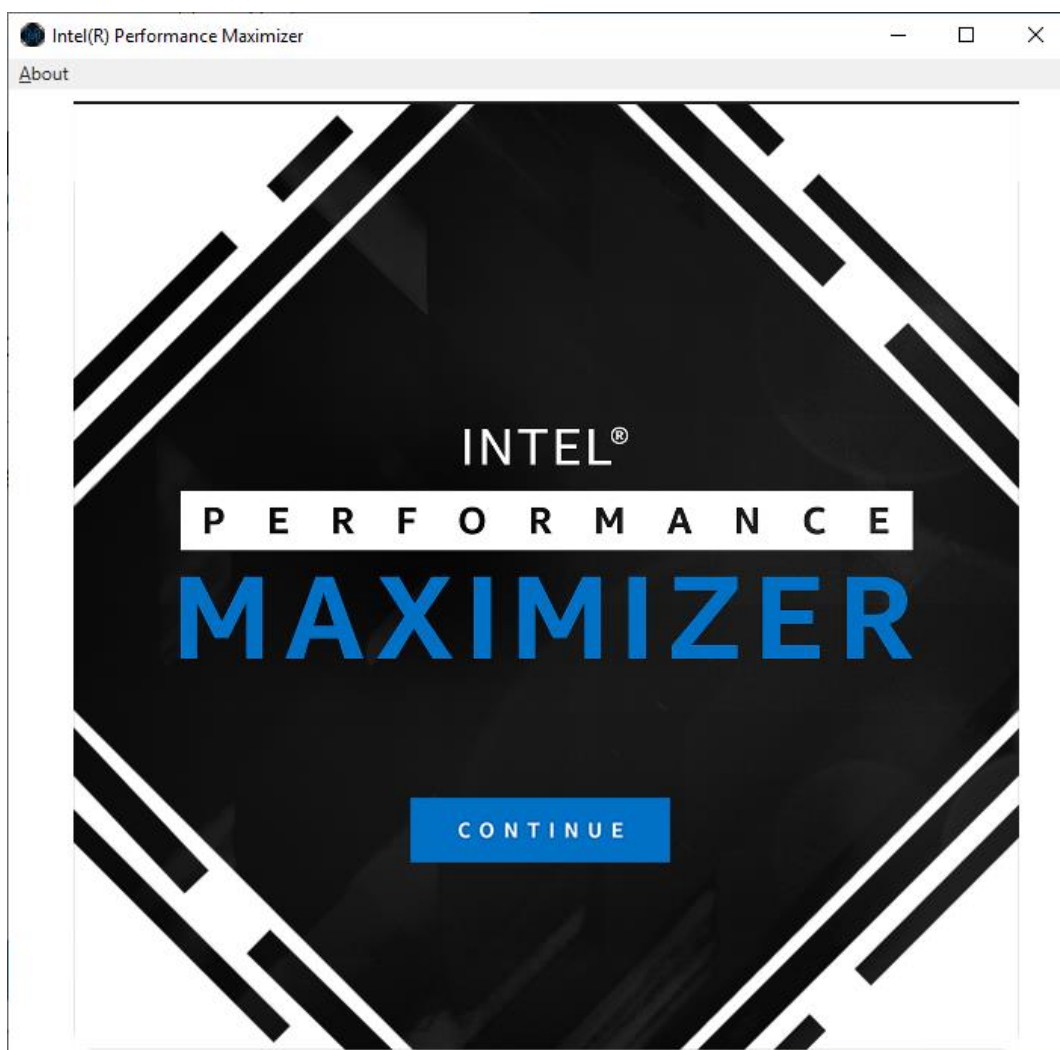 Intel(R) Performance Maximizer
About
INTEL®
PERFORMANCE
MAXIMIZER
CONTINUE